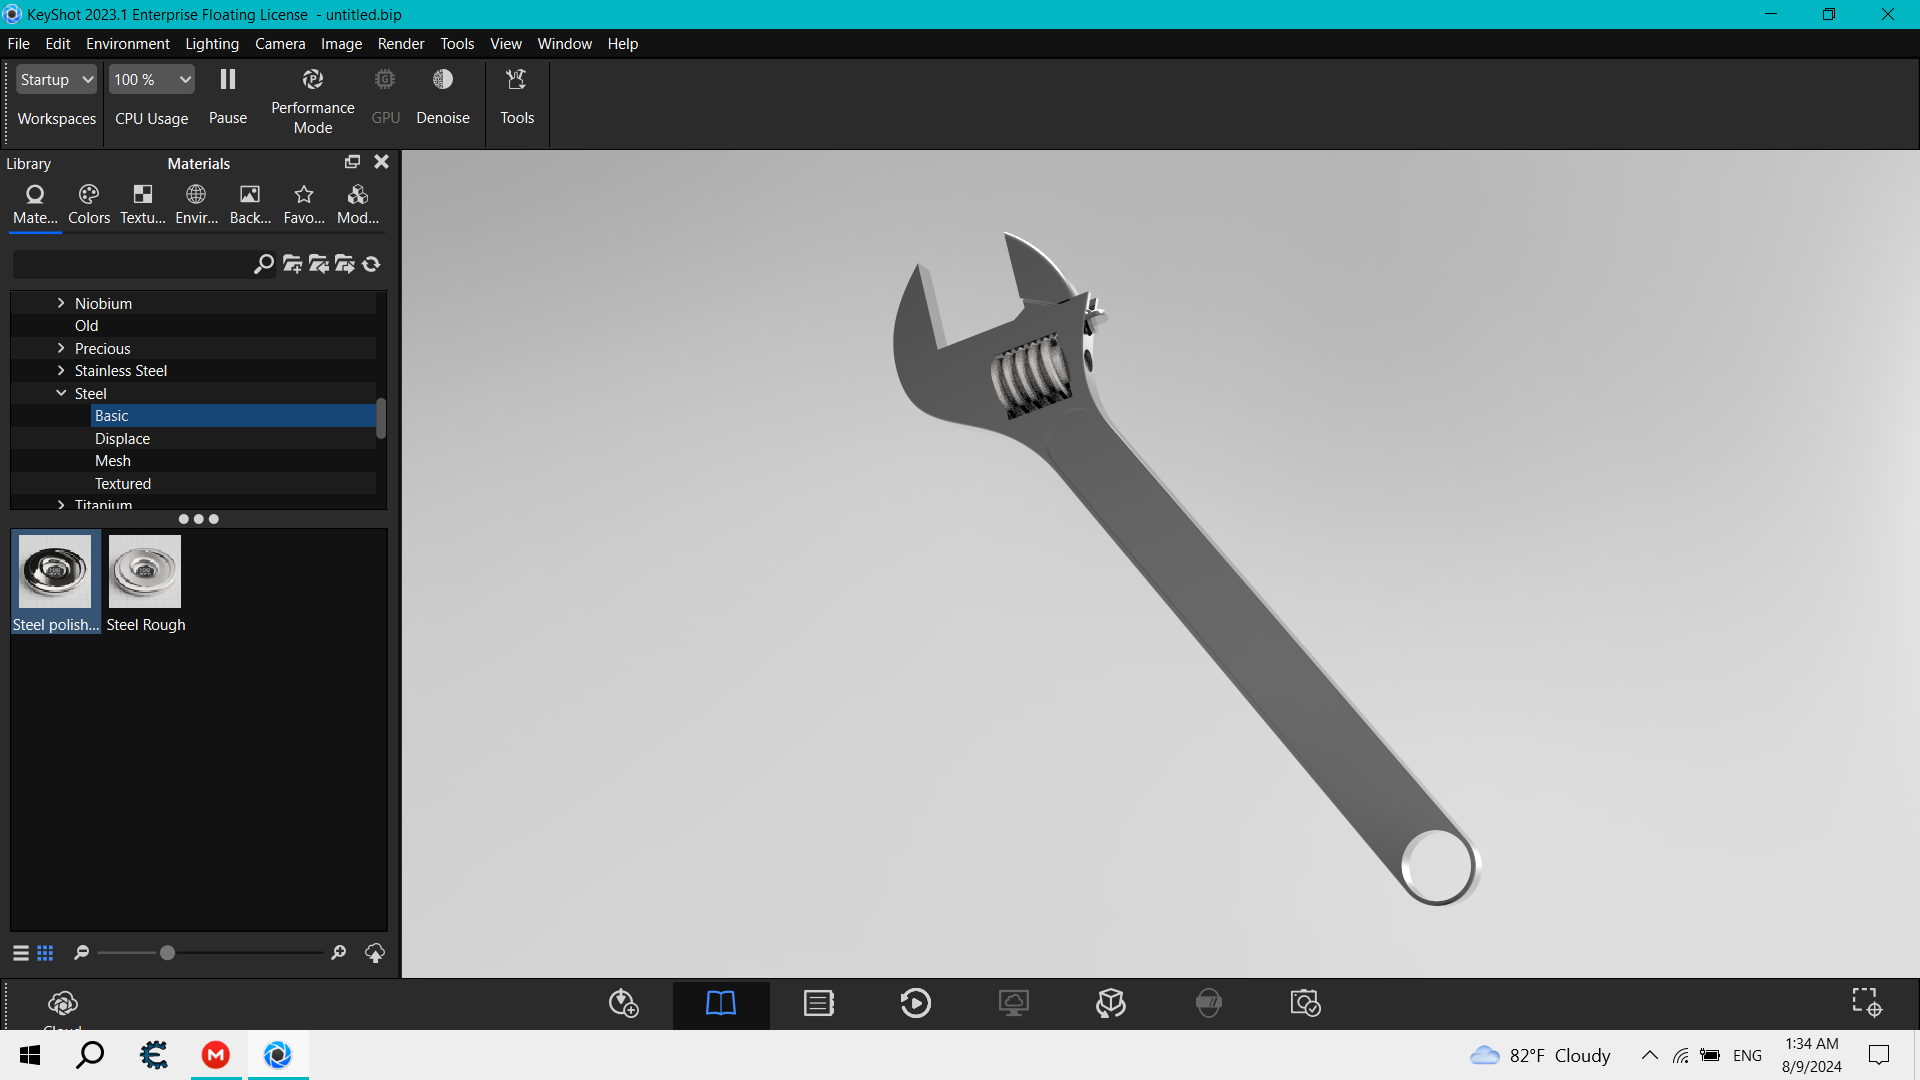 KeyShot 2023.1 Enterprise Floating License - untitled.bip
File Edit Environment Lighting Camera Image Render Tools View Window Help
Startup 100 %
Workspaces CPU Usage Pause Performance Mode GPU Denoise Tools
Library Materials
Mate... Colors Textu... Envir... Back... Favo... Mod...
Niobium
Old
Precious
Stainless Steel
Steel
Basic
Displace
Mesh
Textured
Titanium
Steel polish... Steel Rough
Cloud
82°F Cloudy ENG 1:34 AM
8/9/2024